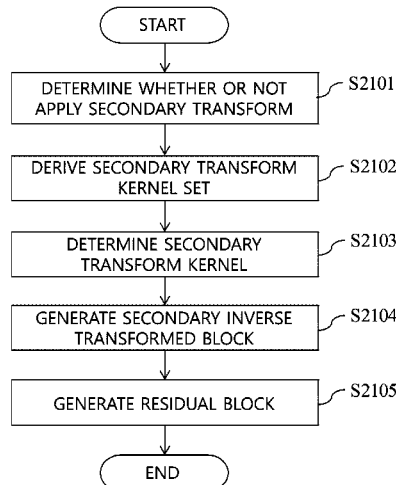 START
DETERMINE WHETHER OR NOT
APPLY SECONDARY TRANSFORM
S2101
DERIVE SECONDARY TRANSFORM
KERNEL SET
S2102
DETERMINE SECONDARY
TRANSFORM KERNEL
S2103
GENERATE SECONDARY INVERSE
TRANSFORMED BLOCK
S2104
GENERATE RESIDUAL BLOCK
S2105
END